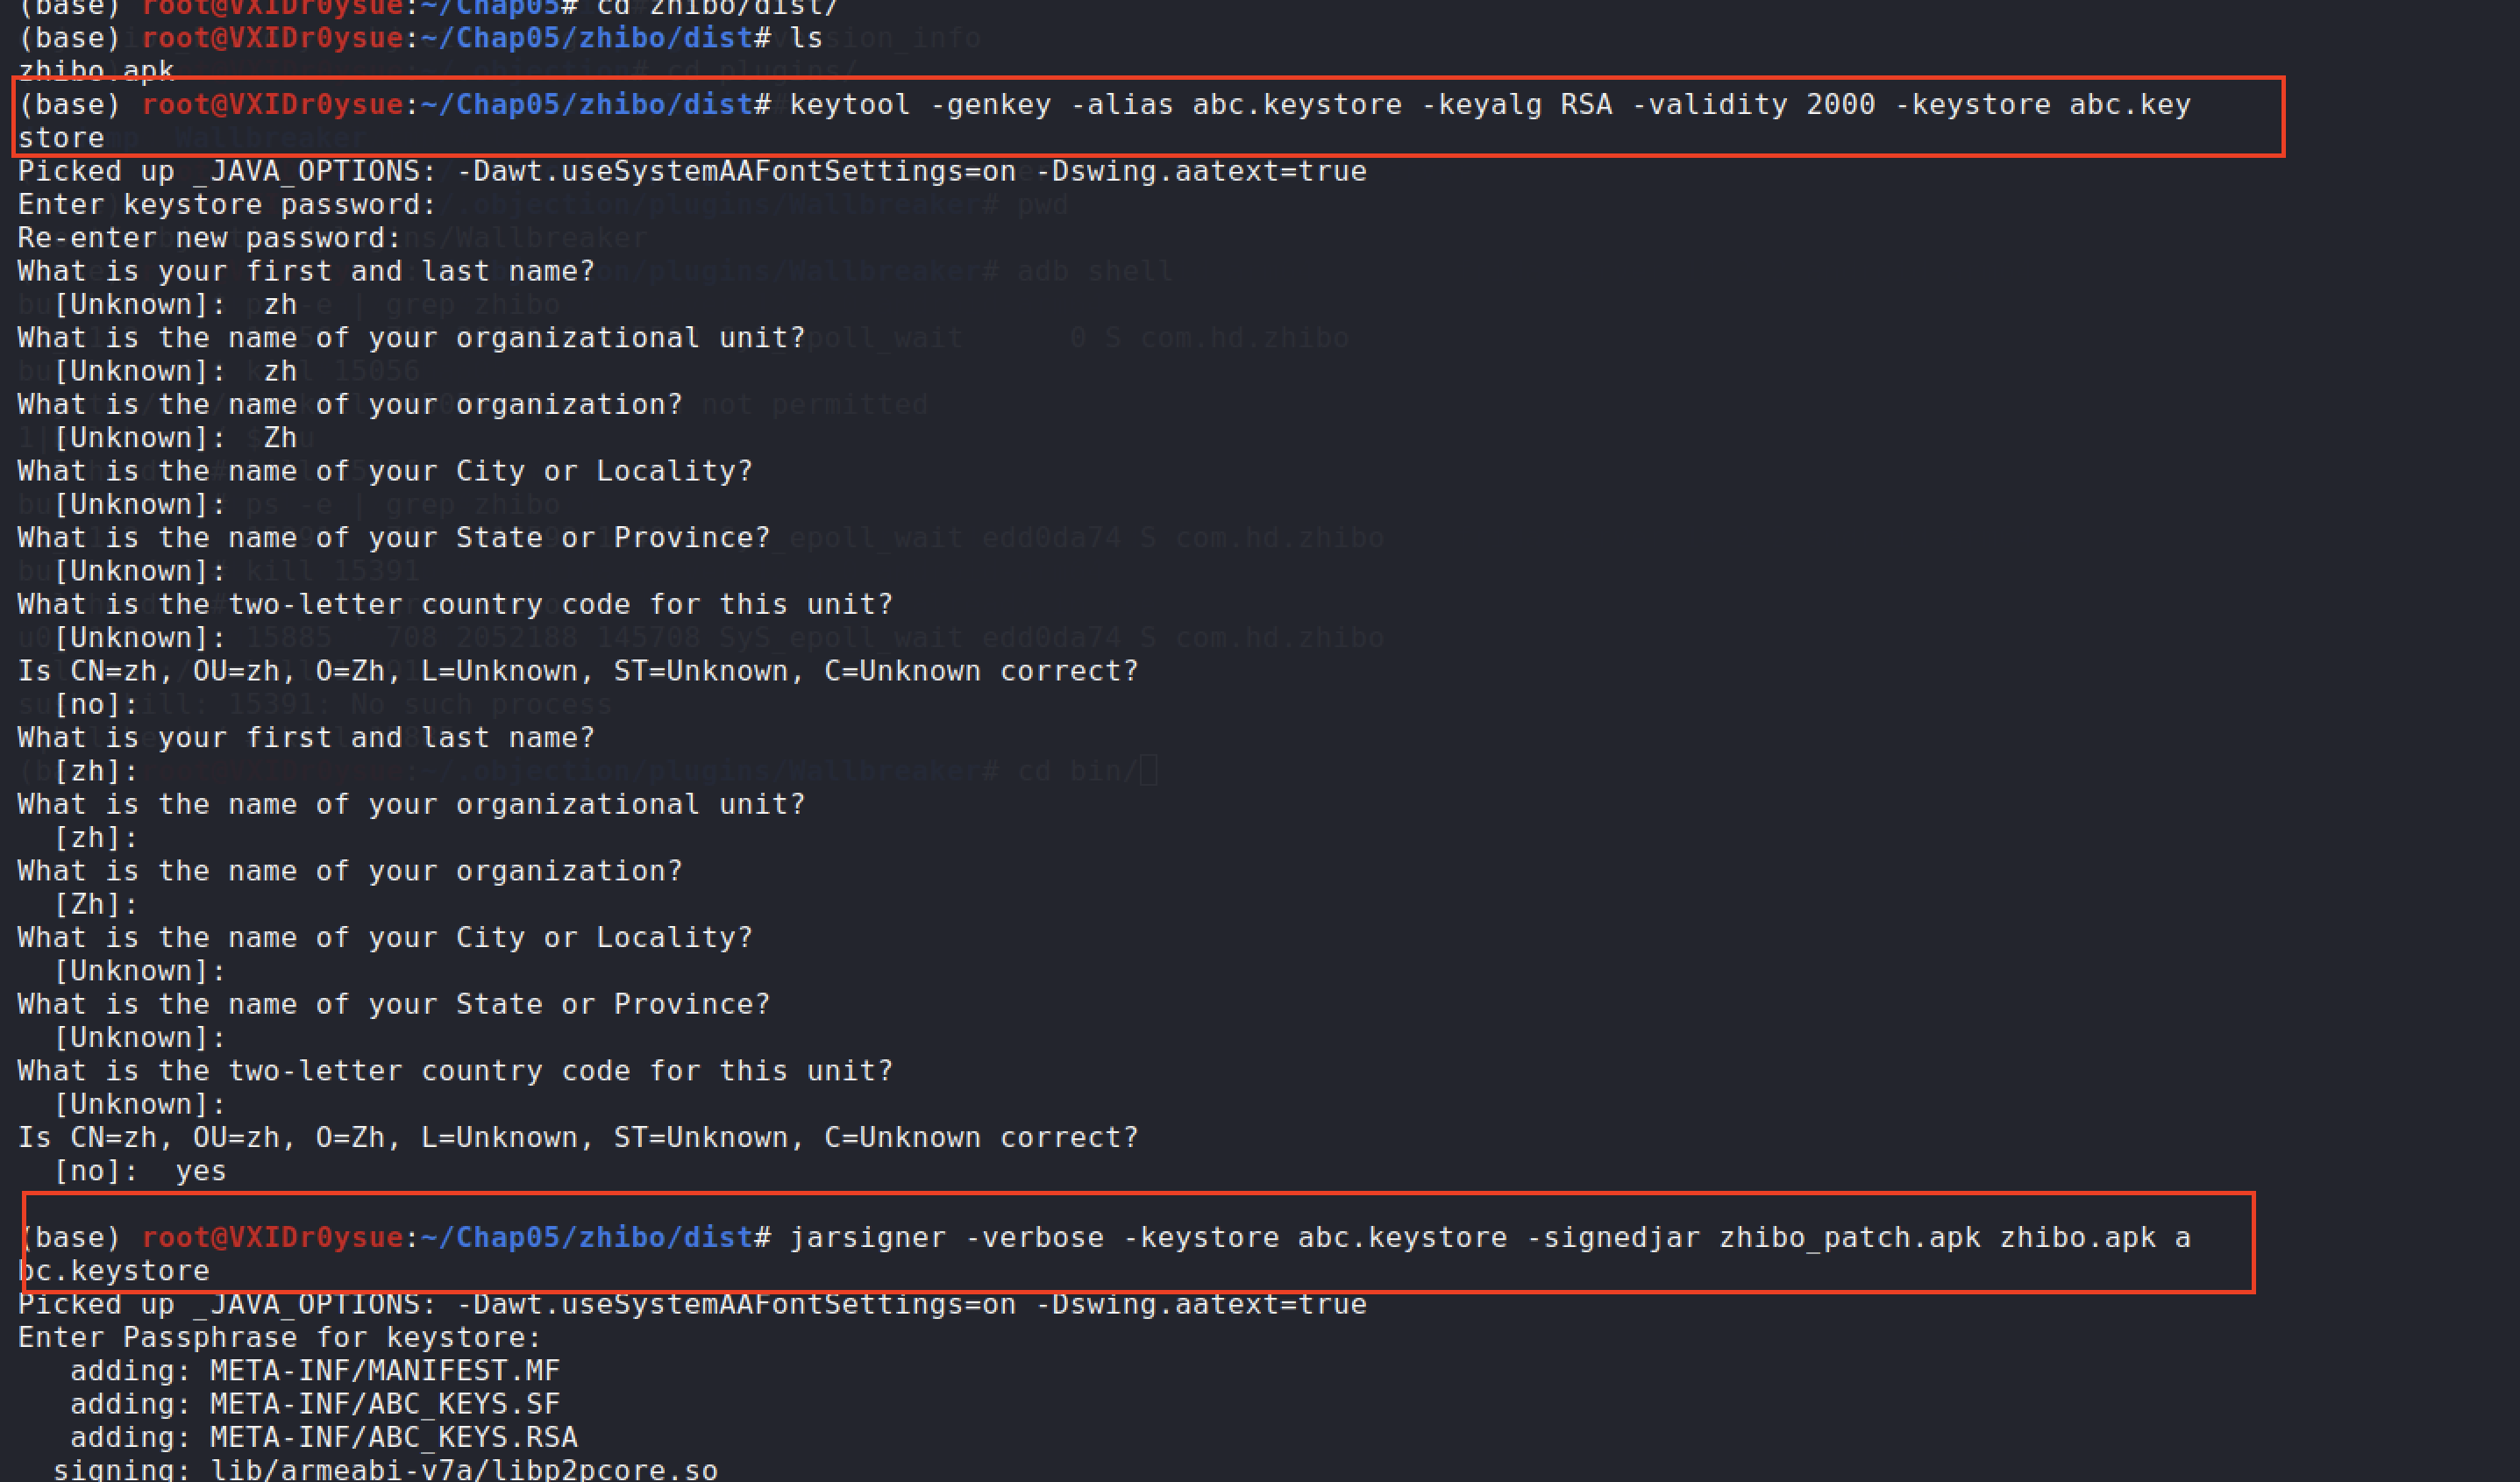 (base) root@VXIDr0ysue:~/Chap05# cd zhibo/dist/
(base) root@VXIDr0ysue:~/Chap05/zhibo/dist# ls
zhibo.apk
(base) root@VXIDr0ysue:~/Chap05/zhibo/dist# keytool -genkey -alias abc.keystore -keyalg RSA -validity 2000 -keystore abc.key
store
Picked up _JAVA_OPTIONS: -Dawt.useSystemAAFontSettings=on -Dswing.aatext=true
Enter keystore password:
Re-enter new password:
What is your first and last name?
  [Unknown]:  zh
What is the name of your organizational unit?
  [Unknown]:  zh
What is the name of your organization?
  [Unknown]:  Zh
What is the name of your City or Locality?
  [Unknown]:
What is the name of your State or Province?
  [Unknown]:
What is the two-letter country code for this unit?
  [Unknown]:
Is CN=zh, OU=zh, O=Zh, L=Unknown, ST=Unknown, C=Unknown correct?
  [no]:
What is your first and last name?
  [zh]:
What is the name of your organizational unit?
  [zh]:
What is the name of your organization?
  [Zh]:
What is the name of your City or Locality?
  [Unknown]:
What is the name of your State or Province?
  [Unknown]:
What is the two-letter country code for this unit?
  [Unknown]:
Is CN=zh, OU=zh, O=Zh, L=Unknown, ST=Unknown, C=Unknown correct?
  [no]:  yes
(base) root@VXIDr0ysue:~/Chap05/zhibo/dist# jarsigner -verbose -keystore abc.keystore -signedjar zhibo_patch.apk zhibo.apk a
bc.keystore
Picked up _JAVA_OPTIONS: -Dawt.useSystemAAFontSettings=on -Dswing.aatext=true
Enter Passphrase for keystore:
   adding: META-INF/MANIFEST.MF
   adding: META-INF/ABC_KEYS.SF
   adding: META-INF/ABC_KEYS.RSA
  signing: lib/armeabi-v7a/libp2pcore.so